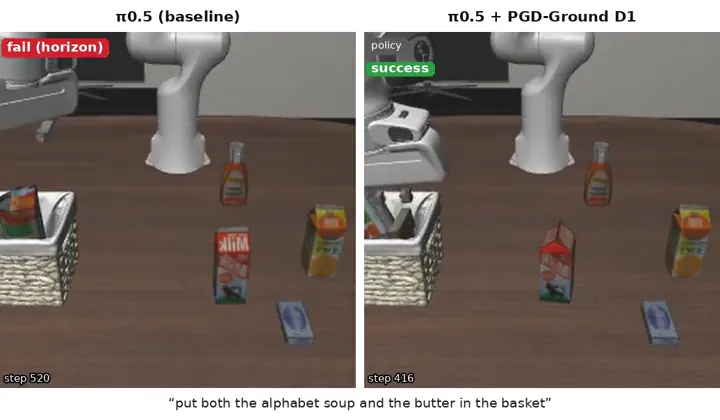 π0.5 (baseline)
π0.5 + PGD-Ground D1
fail (horizon)
policy
success
Milk
step 520
step 416
“put both the alphabet soup and the butter in the basket”